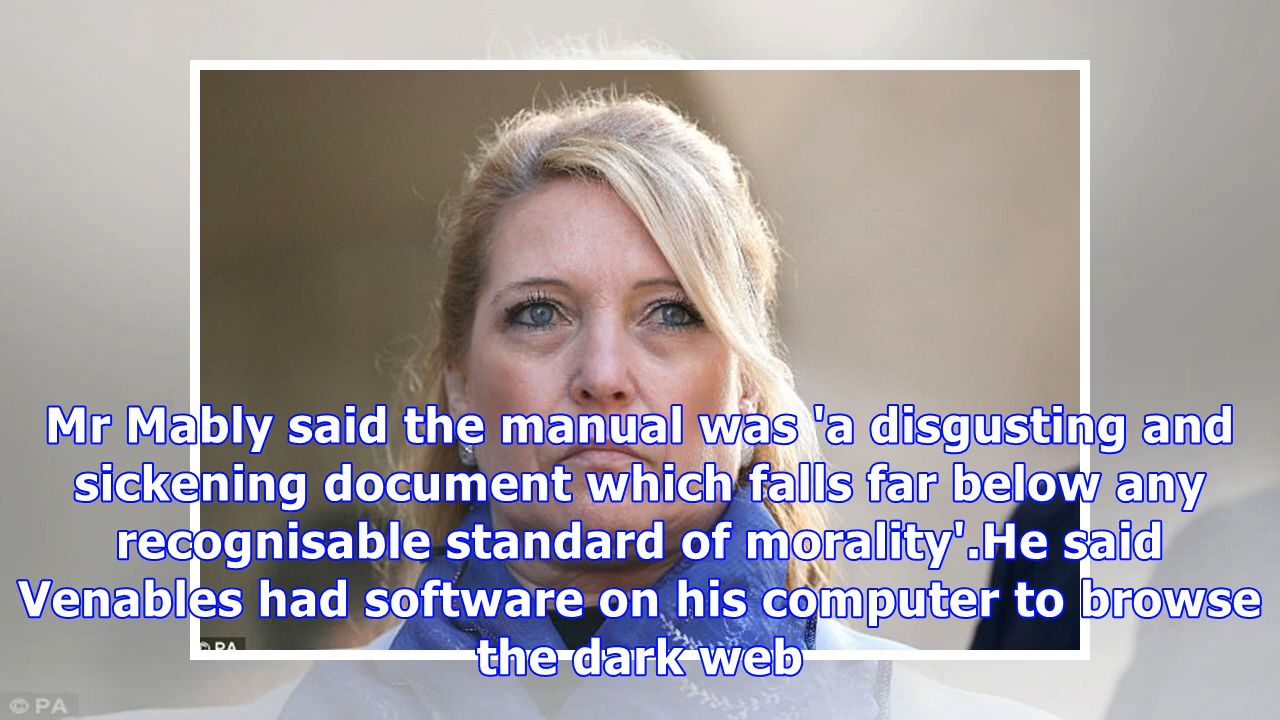 Mr Mably said the manual was 'a disgusting and
sickening document which falls far below any
recognisable standard of morality'.He said
Venables had software on his computer to browse
the dark web
© PA
© PA